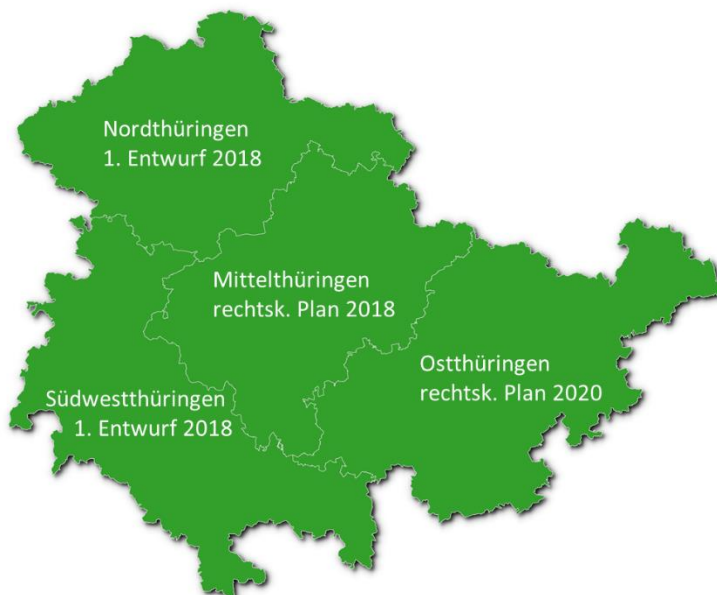 Nordthüringen
1. Entwurf 2018
Mittelthüringen
rechtsk. Plan 2018
Ostthüringen
rechtsk. Plan 2020
Südwestthüringen
1. Entwurf 2018